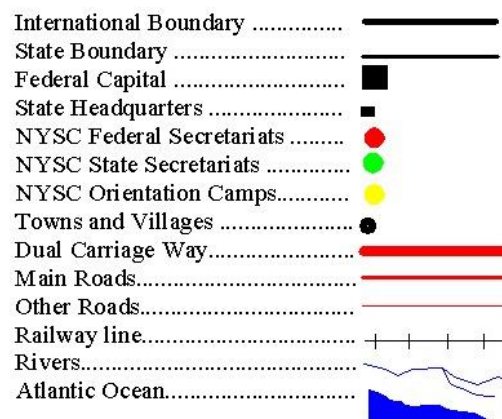 International Boundary ...............
State Boundary ........................
Federal Capital .........................
State Headquarters ....................
NYSC Federal Secretariats .........
NYSC State Secretariats.............
NYSC Orientation Camps...........
Towns and Villages ...................
Dual Carriage Way.....................
Main Roads................................
Other Roads...............................
Railway line...............................
Rivers.........................................
Atlantic Ocean...........................